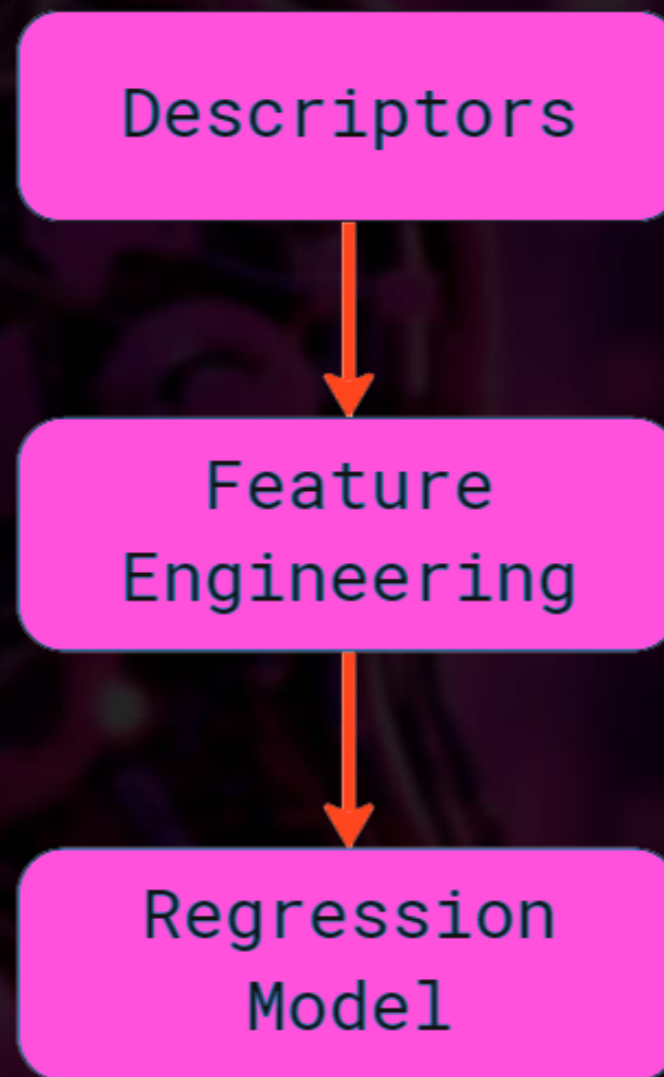 Descriptors
Feature
Engineering
Regression
Model